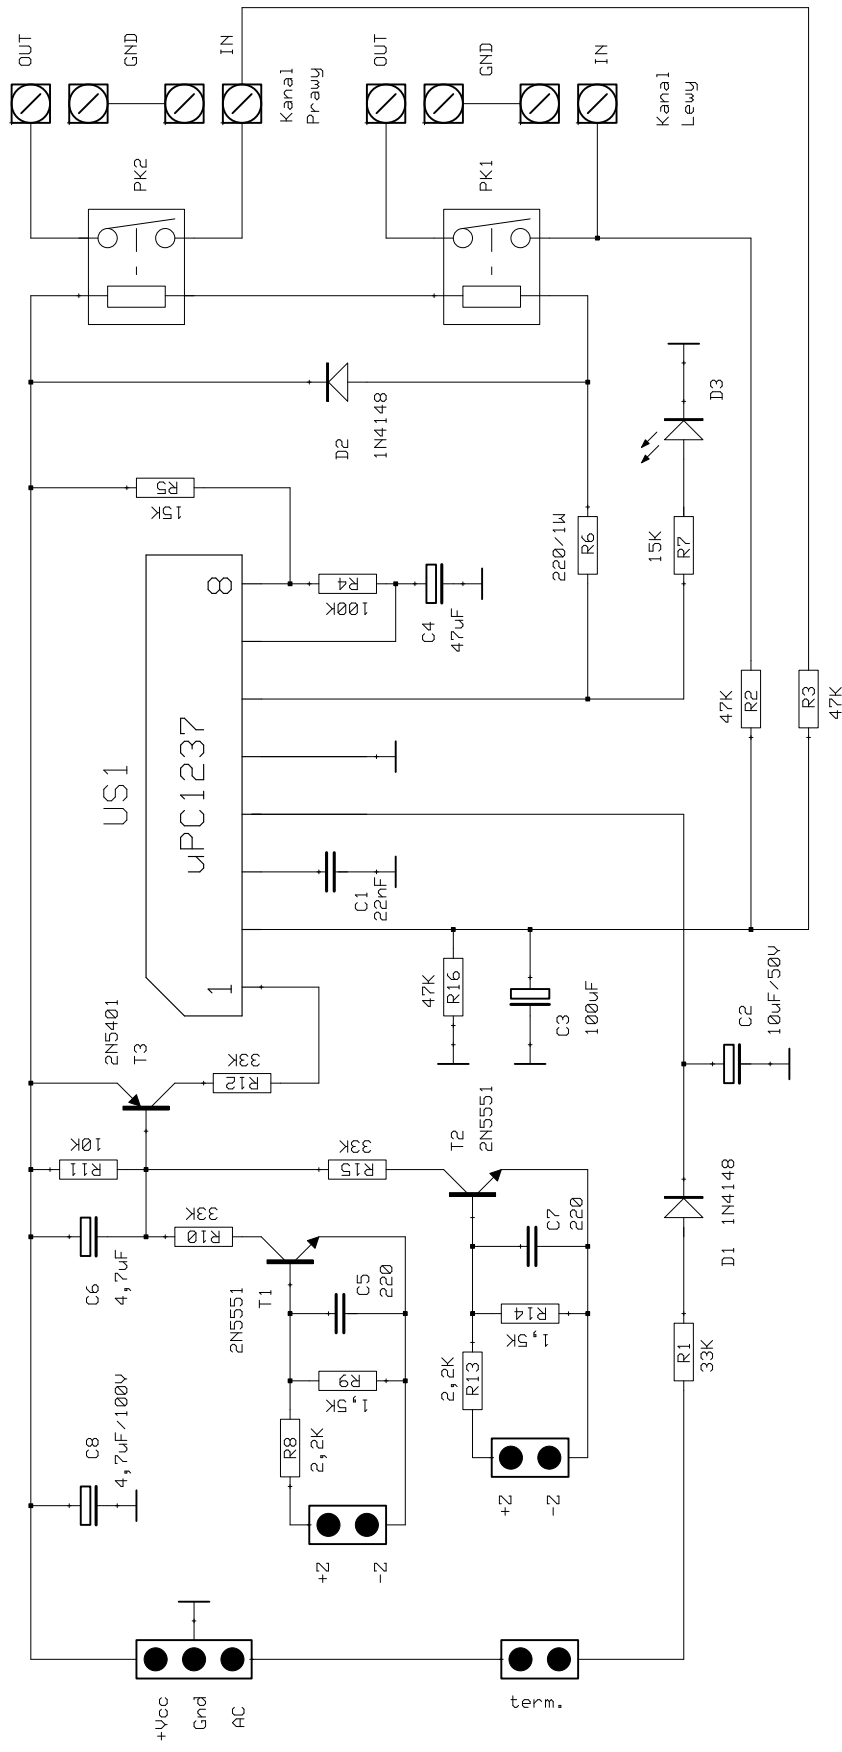 OUT
GND
IN
Kanal
Prawy
OUT
GND
IN
Kanal
Lewy
PK2
PK1
D2
1N4148
D3
R5
15K
R4
100K
C4
47uF
220/1W
R6
15K
R7
8
US1
uPC1237
1
C1
22nF
47K
R2
R3
47K
47K
R16
C3
100uF
C2
10uF/50V
2N5401
T3
33K
R12
10K
R11
33K
R15
T2
2N5551
33K
R10
C6
4,7uF
2N5551
T1
C5
220
C7
220
R14
1,5K
R9
1,5K
2,2K
R13
R8
2,2K
D1 1N4148
R1
33K
C8
4,7uF/100V
+Z
-Z
+Z
-Z
+Vcc
Gnd
AC
term.